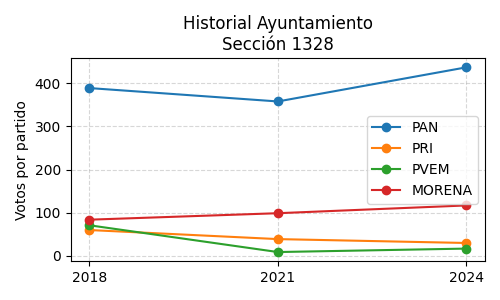 Historial Ayuntamiento
Sección 1328
Votos por partido
400
300
200
100
0
PAN
PRI
PVEM
MORENA
2018
2021
2024